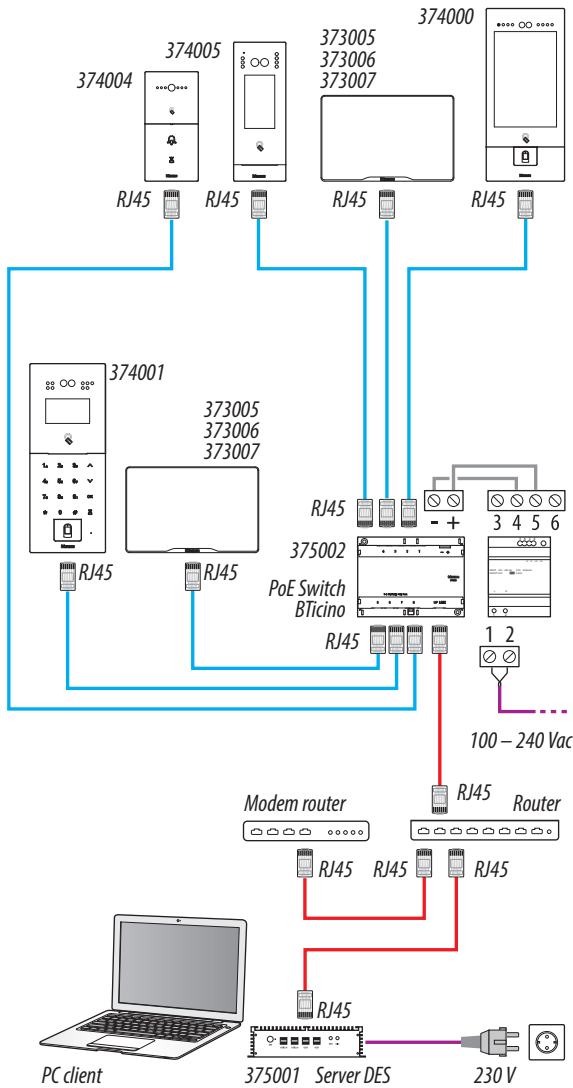 374000
373005
373006
373007
374005
374004
RJ45
RJ45
RJ45
RJ45
374001
373005
373006
373007
RJ45
- +
3 4 5 6
375002
PoE Switch
BTicino
RJ45
RJ45
RJ45
1 2
100 – 240 Vac
RJ45
Modem router
Router
RJ45
RJ45
RJ45
RJ45
PC client
375001
Server DES
230 V